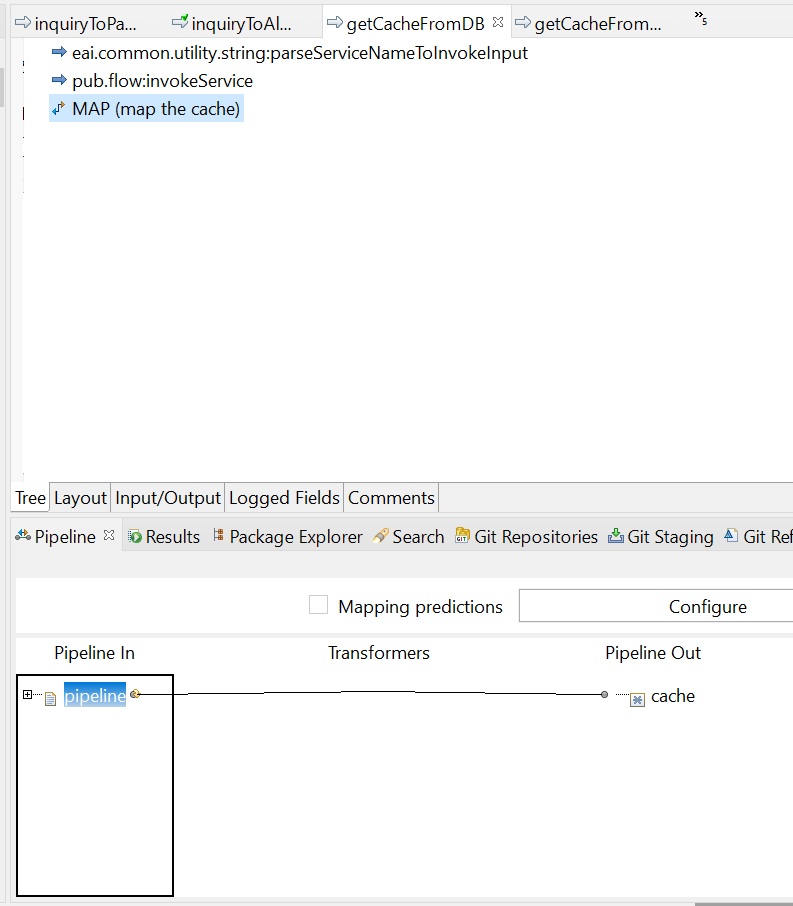 inquiryToPa... inquiryToAl... getCacheFromDB getCacheFrom... »5
eai.common.utility.string:parseServiceNameToInvokeInput
pub.flow:invokeService
MAP (map the cache)
Tree Layout Input/Output Logged Fields Comments
Pipeline Results Package Explorer Search Git Repositories Git Staging Git Ref
Mapping predictions Configure
Pipeline In Transformers Pipeline Out
pipeline cache